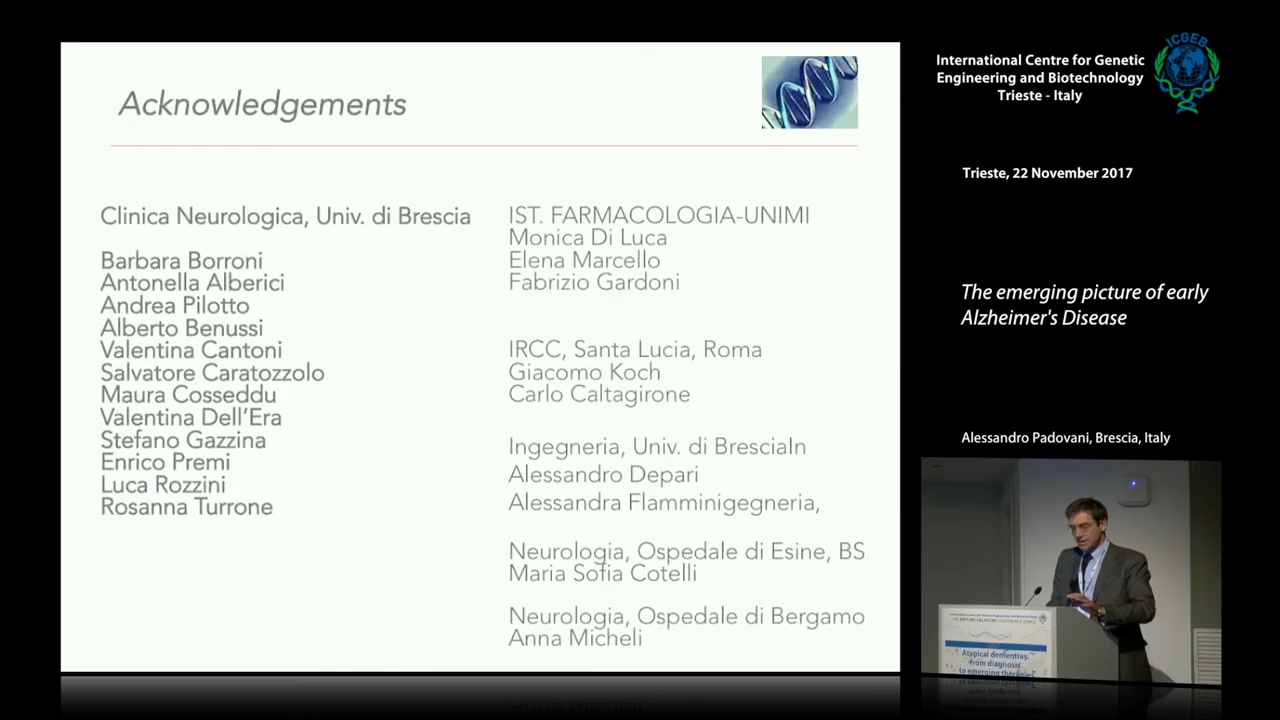 Acknowledgements
Clinica Neurologica, Univ. di Brescia
Barbara Borroni
Antonella Alberici
Andrea Pilotto
Alberto Benussi
Valentina Cantoni
Salvatore Caratozzolo
Maura Cosseddu
Valentina Dell'Era
Stefano Gazzina
Enrico Premi
Luca Rozzini
Rosanna Turrone
IST. FARMACOLOGIA-UNIMI
Monica Di Luca
Elena Marcello
Fabrizio Gardoni
IRCC, Santa Lucia, Roma
Giacomo Koch
Carlo Caltagirone
Ingegneria, Univ. di BresciaIn
Alessandro Depari
Alessandra Flamminigegneria,
Neurologia, Ospedale di Esine, BS
Maria Sofia Cotelli
Neurologia, Ospedale di Bergamo
Anna Micheli
International Centre for Genetic
Engineering and Biotechnology
Trieste - Italy
ICGEB
Trieste, 22 November 2017
The emerging picture of early
Alzheimer's Disease
Alessandro Padovani, Brescia, Italy
Atypical dementias:
from diagnosis
to emerging therapies